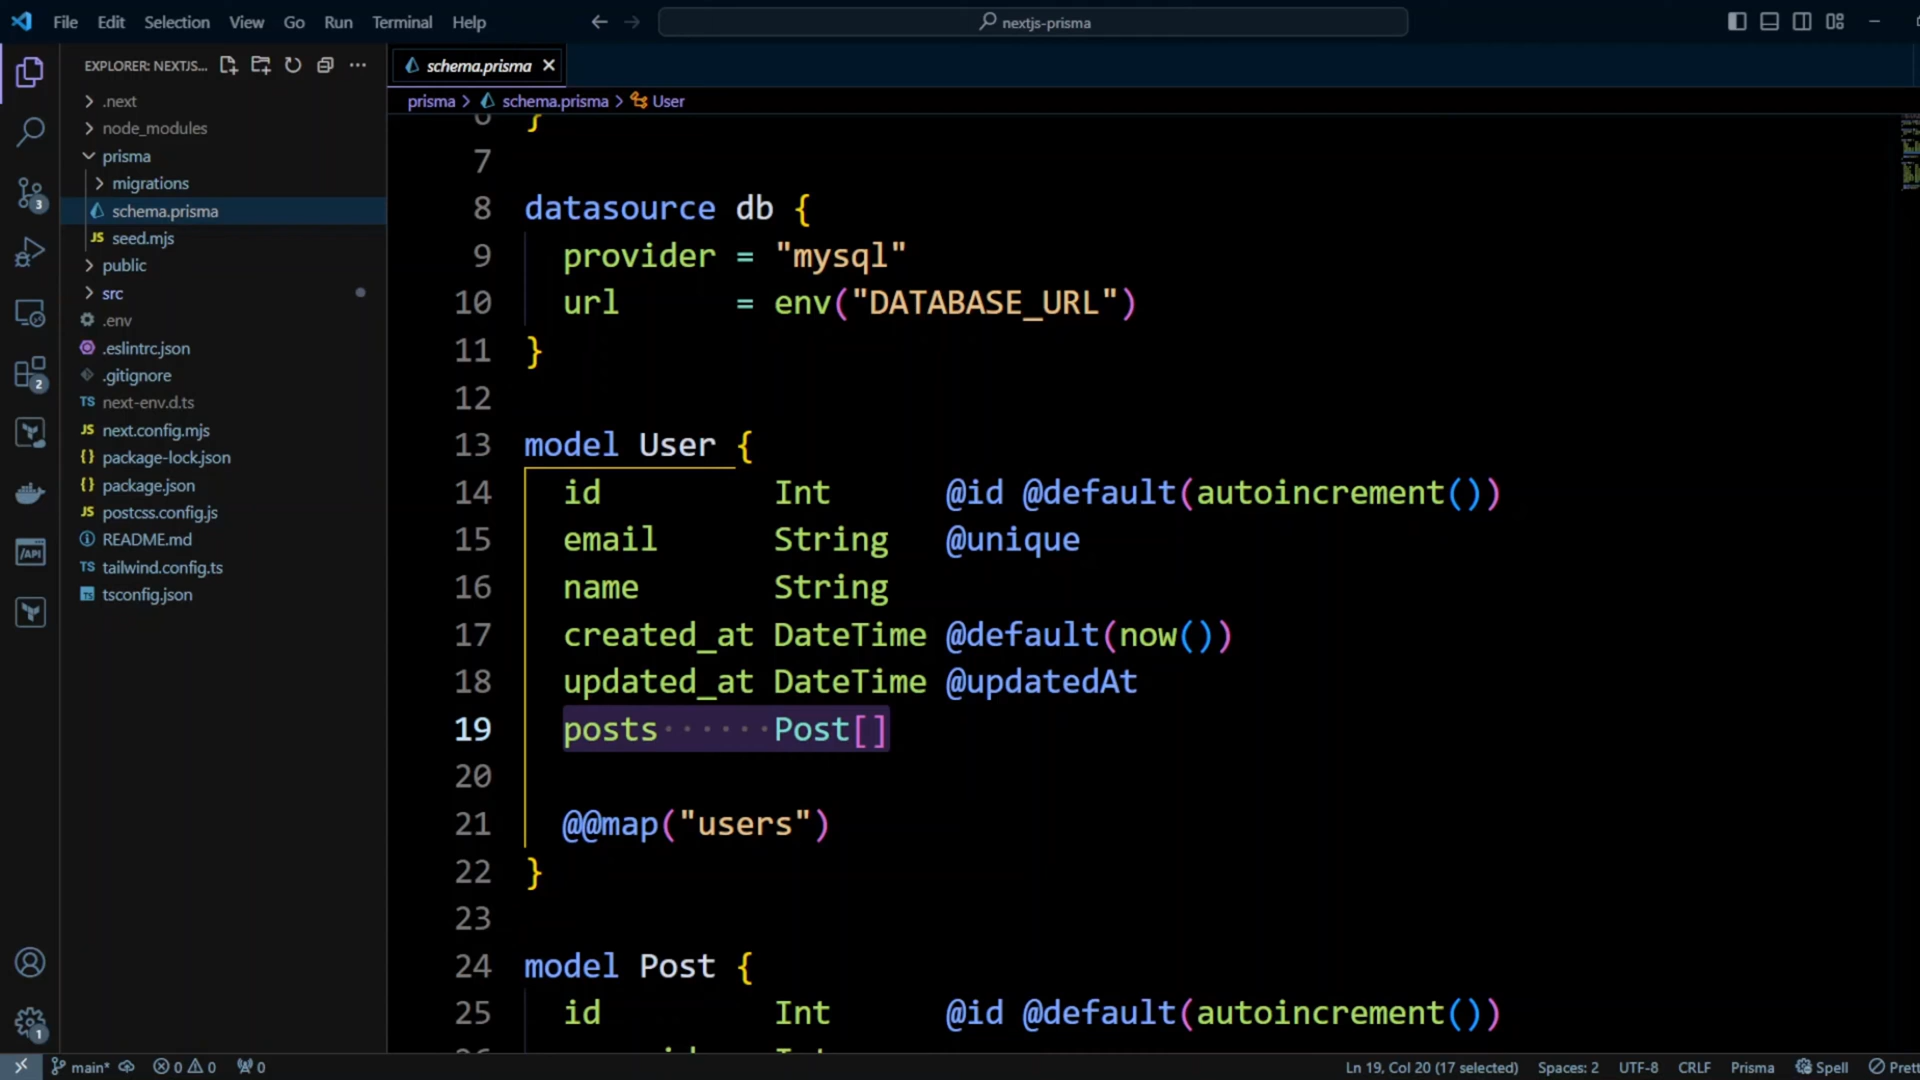 File Edit Selection View Go Run Terminal Help
nextjs-prisma
EXPLORER: NEXTJS...
.next
node_modules
prisma
migrations
schema.prisma
seed.mjs
public
src
.env
.eslintrc.json
.gitignore
next-env.d.ts
next.config.mjs
package-lock.json
package.json
postcss.config.js
README.md
tailwind.config.ts
tsconfig.json
3
2
/API
1
schema.prisma
prisma > schema.prisma > User
6 }
7
8 datasource db {
9 provider = "mysql"
10 url = env("DATABASE_URL")
11 }
12
13 model User {
14 id Int @id @default(autoincrement())
15 email String @unique
16 name String
17 created_at DateTime @default(now())
18 updated_at DateTime @updatedAt
19 posts Post[]
20
21 @@map("users")
22 }
23
24 model Post {
25 id Int @id @default(autoincrement())
main* 0 0 0
Ln 19, Col 20 (17 selected) Spaces: 2 UTF-8 CRLF Prisma Spell